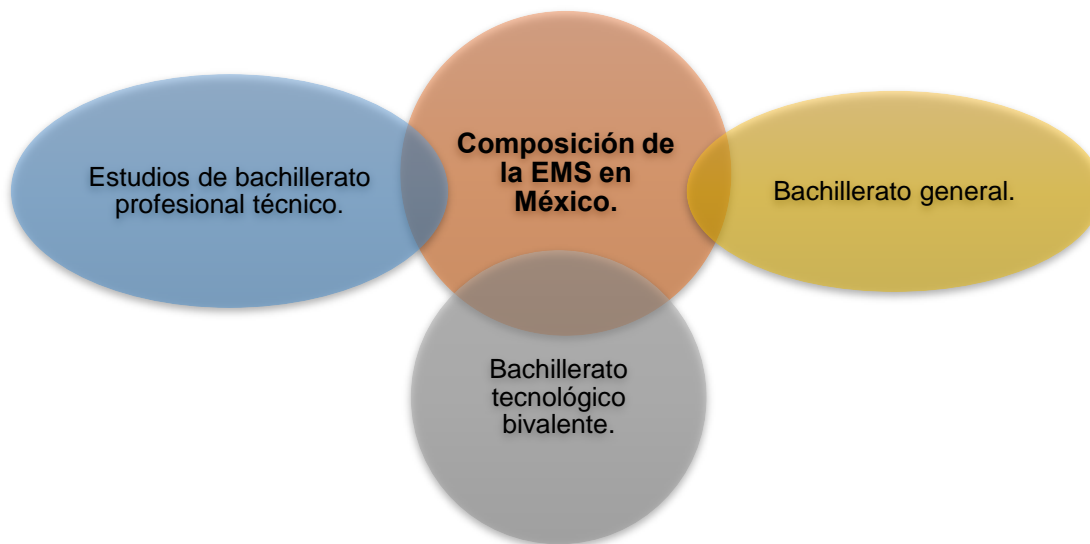 Composición de
la EMS en
México.
Estudios de bachillerato
profesional técnico.
Bachillerato general.
Bachillerato
tecnológico
bivalente.